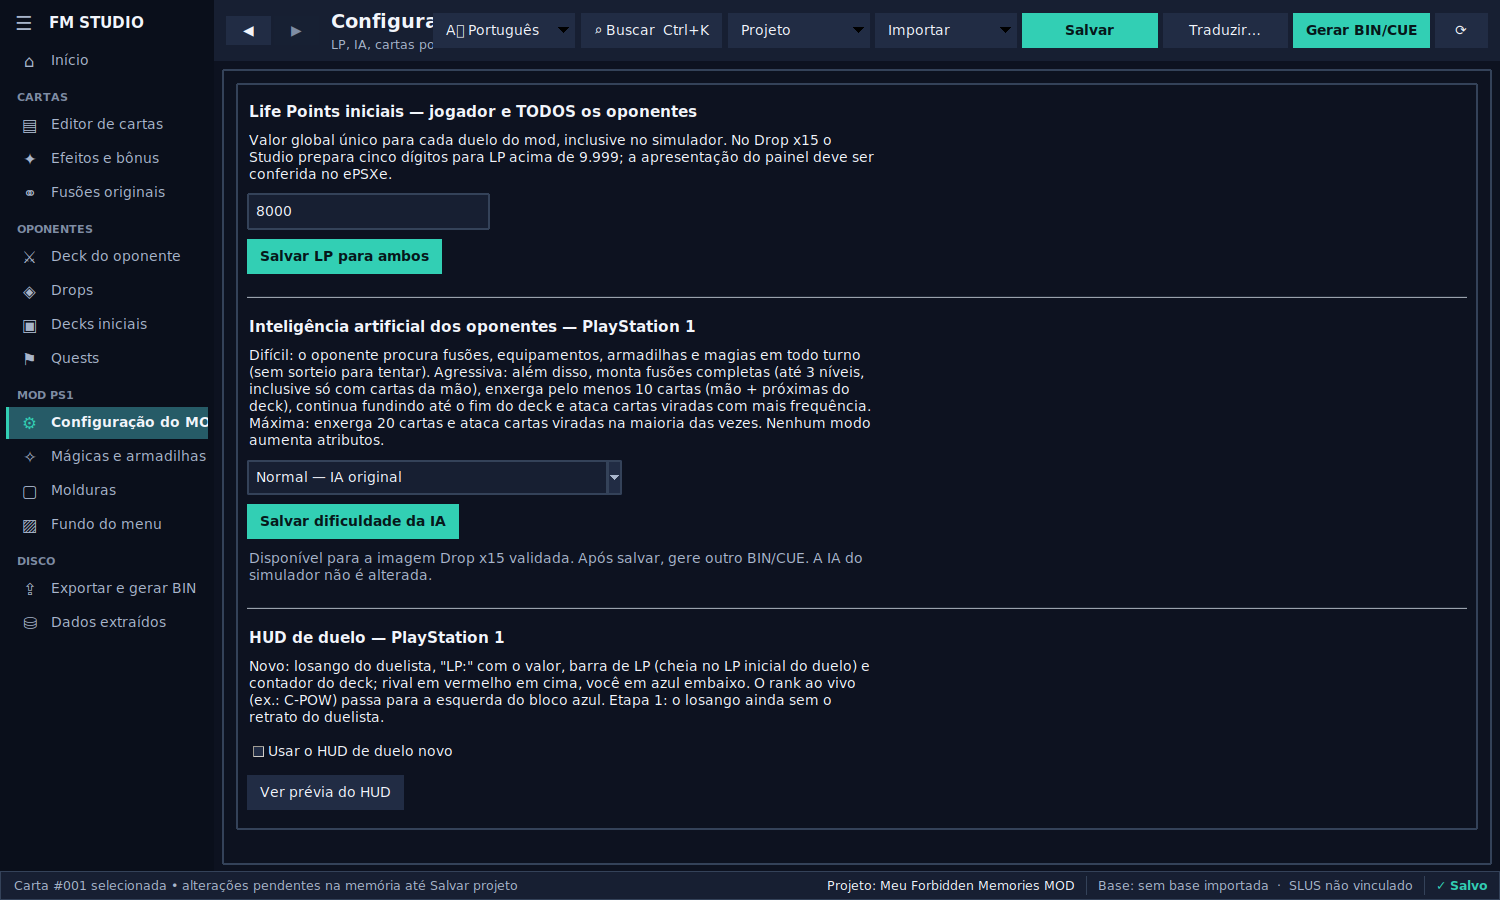 FM STUDIO
Início
CARTAS
Editor de cartas
Efeitos e bônus
Fusões originais
OPONENTES
Deck do oponente
Drops
Decks iniciais
Quests
MOD PS1
Configuração do MO
Mágicas e armadilhas
Molduras
Fundo do menu
DISCO
Exportar e gerar BIN
Dados extraídos
Configura
LP, IA, cartas po
Português
Buscar Ctrl+K
Projeto
Importar
Salvar
Traduzir...
Gerar BIN/CUE
Life Points iniciais — jogador e TODOS os oponentes
Valor global único para cada duelo do mod, inclusive no simulador. No Drop x15 o
Studio prepara cinco dígitos para LP acima de 9.999; a apresentação do painel deve ser
conferida no ePSXe.
8000
Salvar LP para ambos
Inteligência artificial dos oponentes — PlayStation 1
Difícil: o oponente procura fusões, equipamentos, armadilhas e magias em todo turno
(sem sorteio para tentar). Agressiva: além disso, monta fusões completas (até 3 níveis,
inclusive só com cartas da mão), enxerga pelo menos 10 cartas (mão + próximas do
deck), continua fundindo até o fim do deck e ataca cartas viradas com mais frequência.
Máxima: enxerga 20 cartas e ataca cartas viradas na maioria das vezes. Nenhum modo
aumenta atributos.
Normal — IA original
Salvar dificuldade da IA
Disponível para a imagem Drop x15 validada. Após salvar, gere outro BIN/CUE. A IA do
simulador não é alterada.
HUD de duelo — PlayStation 1
Novo: losango do duelista, "LP:" com o valor, barra de LP (cheia no LP inicial do duelo) e
contador do deck; rival em vermelho em cima, você em azul embaixo. O rank ao vivo
(ex.: C-POW) passa para a esquerda do bloco azul. Etapa 1: o losango ainda sem o
retrato do duelista.
Usar o HUD de duelo novo
Ver prévia do HUD
Carta #001 selecionada • alterações pendentes na memória até Salvar projeto
Projeto: Meu Forbidden Memories MOD
Base: sem base importada · SLUS não vinculado
✓ Salvo